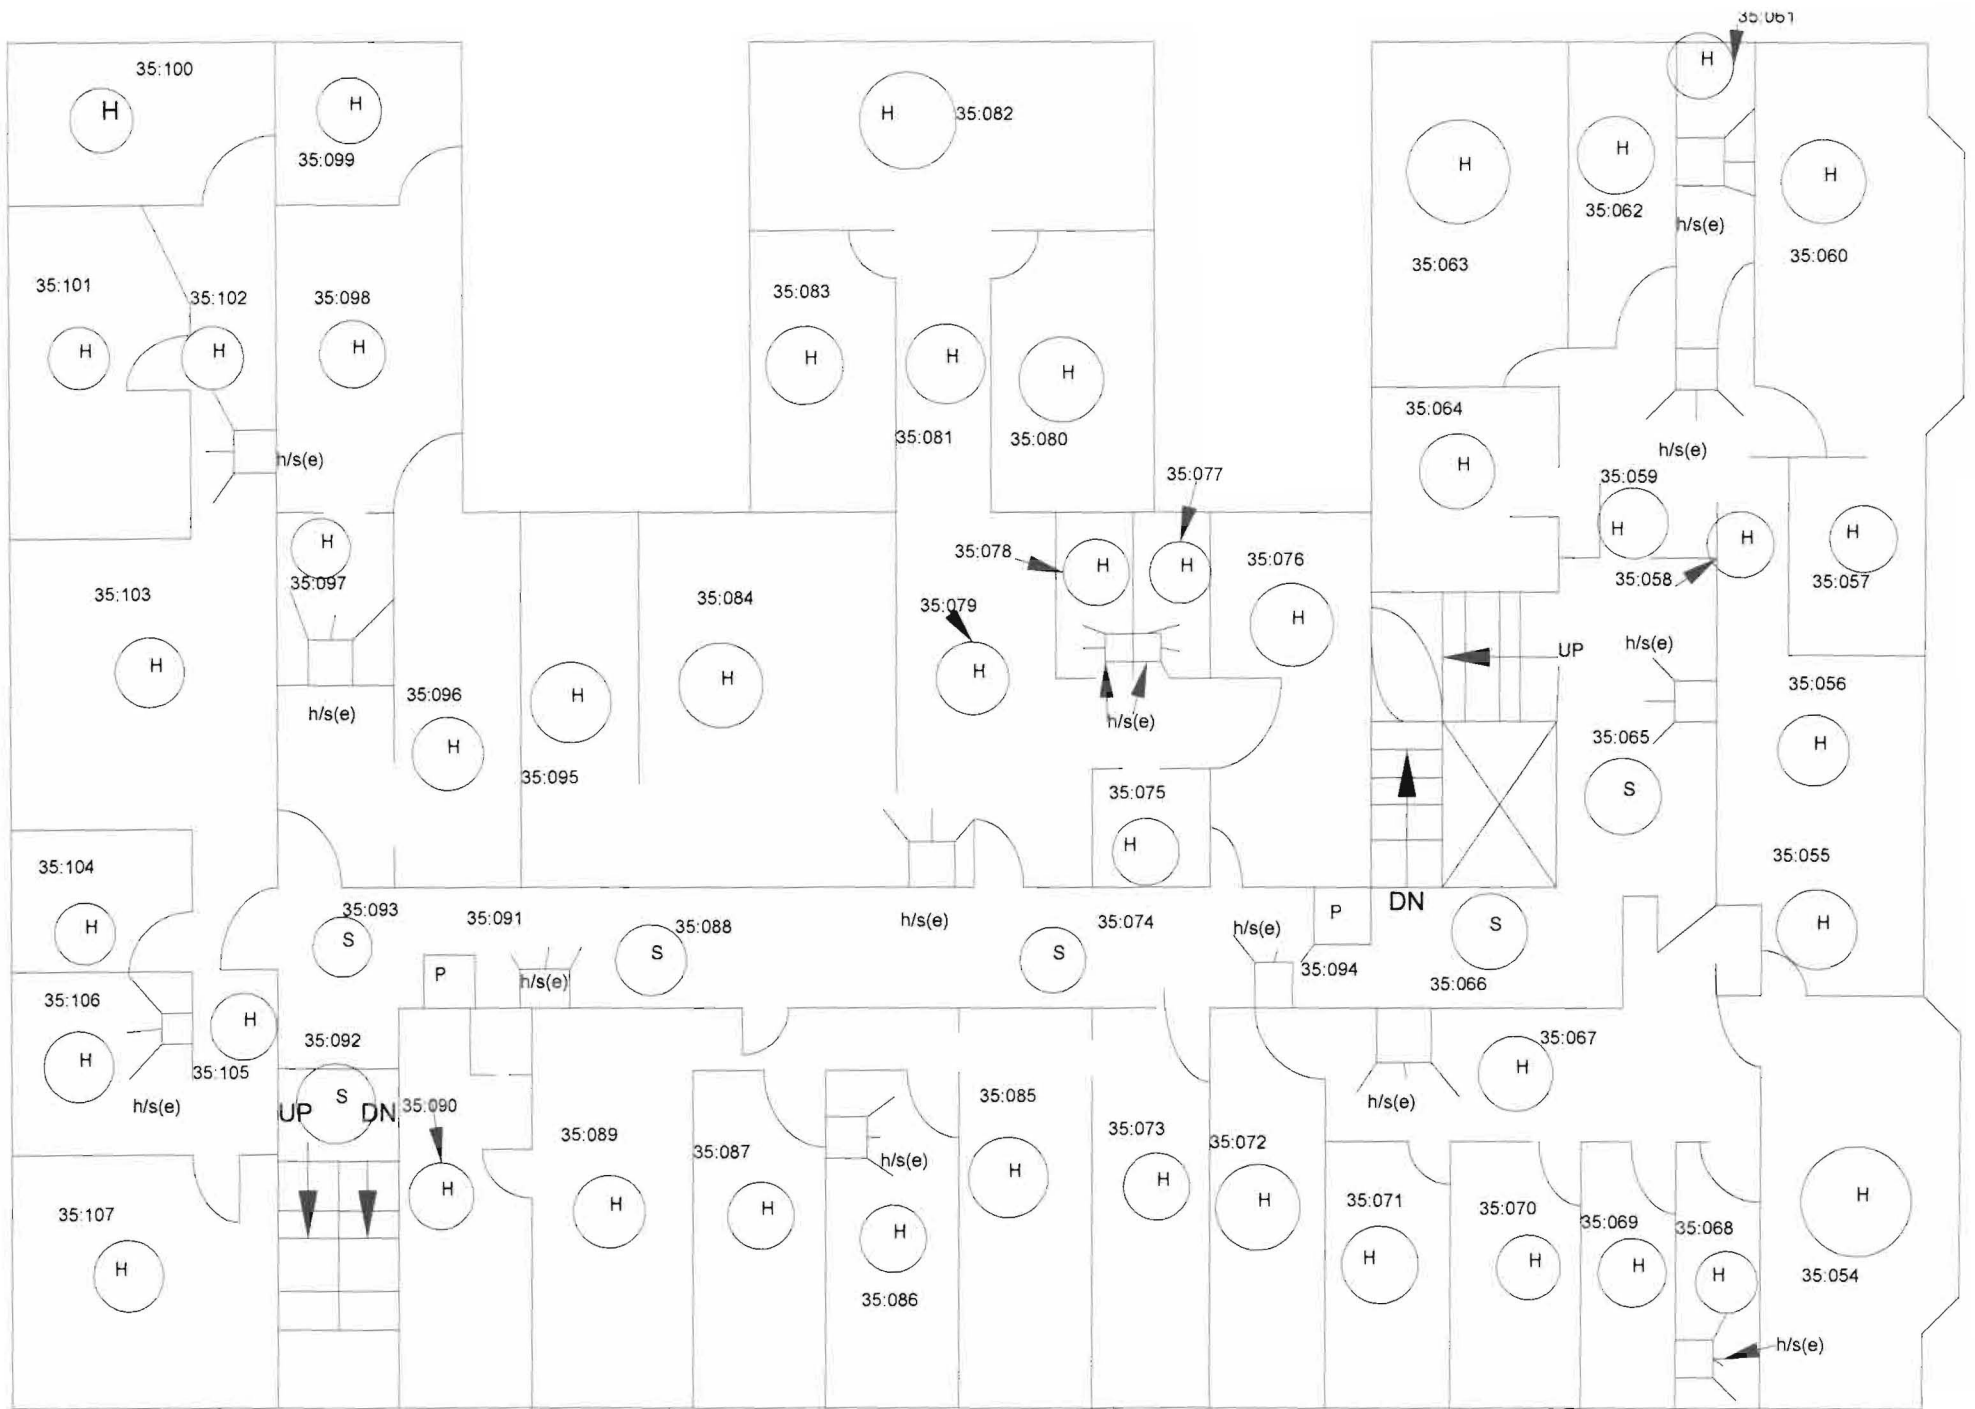 35:061
35:100
H
H
35:099
H
35:082
H
H
35:062
H
35:063
h/s(e)
H
35:060
35:101
35:102
35:098
H
H
H
h/s(e)
35:083
H
H
35:081
H
35:080
35:064
H
h/s(e)
35:059
H
35:077
35:078
H
H
35:076
H
H
35:058
H
35:057
H
35:097
35:103
H
35:084
H
35:079
H
h/s(e)
UP
h/s(e)
35:056
H
h/s(e)
35:096
H
H
35:095
35:065
S
35:075
H
35:055
H
35:104
H
35:093
S
35:091
P
h/s(e)
35:088
S
h/s(e)
35:074
S
h/s(e)
P
DN
35:094
S
35:066
35:106
H
H
35:105
h/s(e)
35:092
S
UP
DN
35:090
H
35:067
H
h/s(e)
35:089
H
35:087
H
h/s(e)
H
35:086
35:085
H
35:073
H
35:072
H
35:071
H
35:070
H
35:069
H
35:068
H
H
35:054
35:107
H
h/s(e)